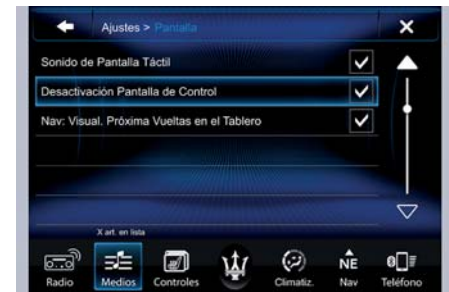 Ajustes > Pantalla
Sonido de Pantalla Táctil
Desactivación Pantalla de Control
Nav: Visual. Próxima Vueltas en el Tablero
X art. en lista
NE
Radio Medios Controles Climatiz. Nav Teléfono